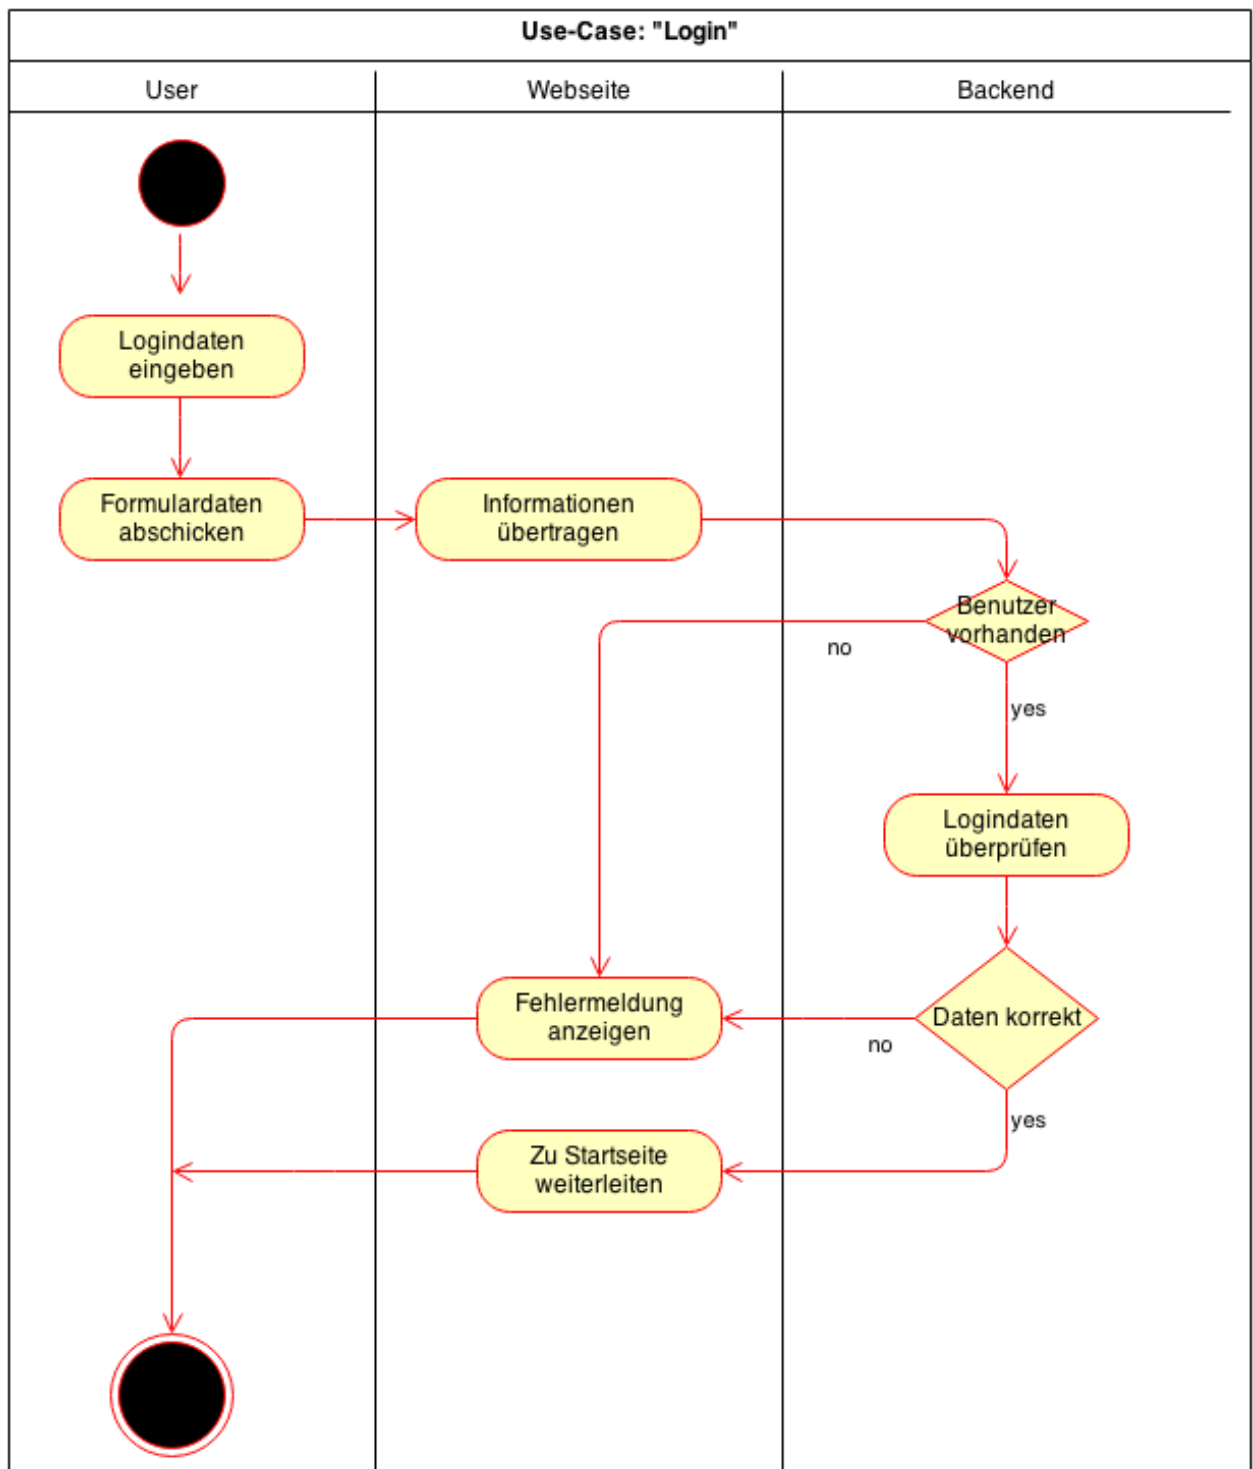 Use-Case: "Login"
User
Webseite
Backend
Logindaten
eingeben
Formulardaten
abschicken
Informationen
übertragen
Benutzer
vorhanden
no
yes
Logindaten
überprüfen
Fehlermeldung
anzeigen
Daten korrekt
no
yes
Zu Startseite
weiterleiten